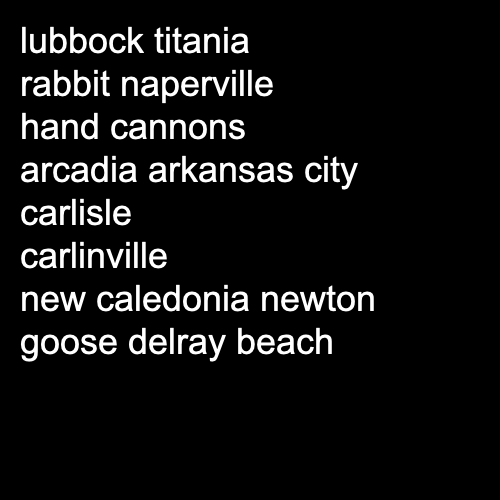 lubbock titania
rabbit naperville
hand cannons
arcadia arkansas city
carlisle
carlinville
new caledonia newton
goose delray beach